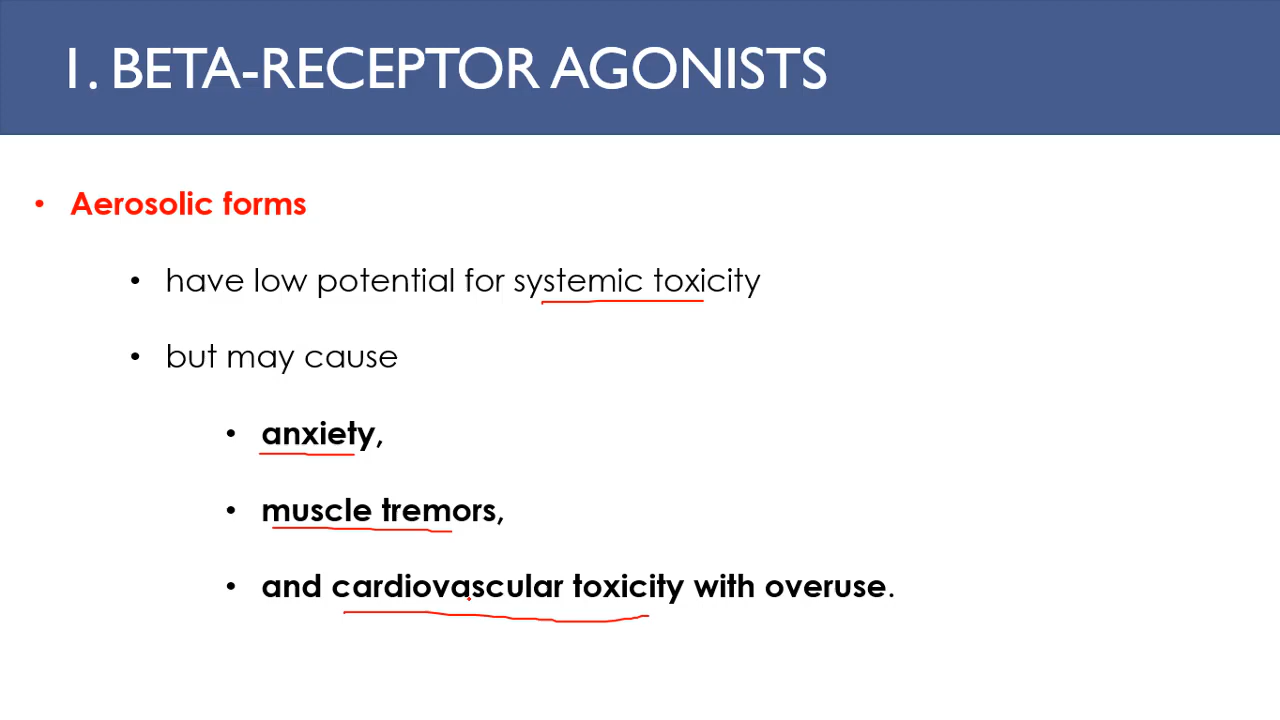 1. BETA-RECEPTOR AGONISTS
• Aerosolic forms
• have low potential for systemic toxicity
• but may cause
• anxiety,
• muscle tremors,
• and cardiovascular toxicity with overuse.